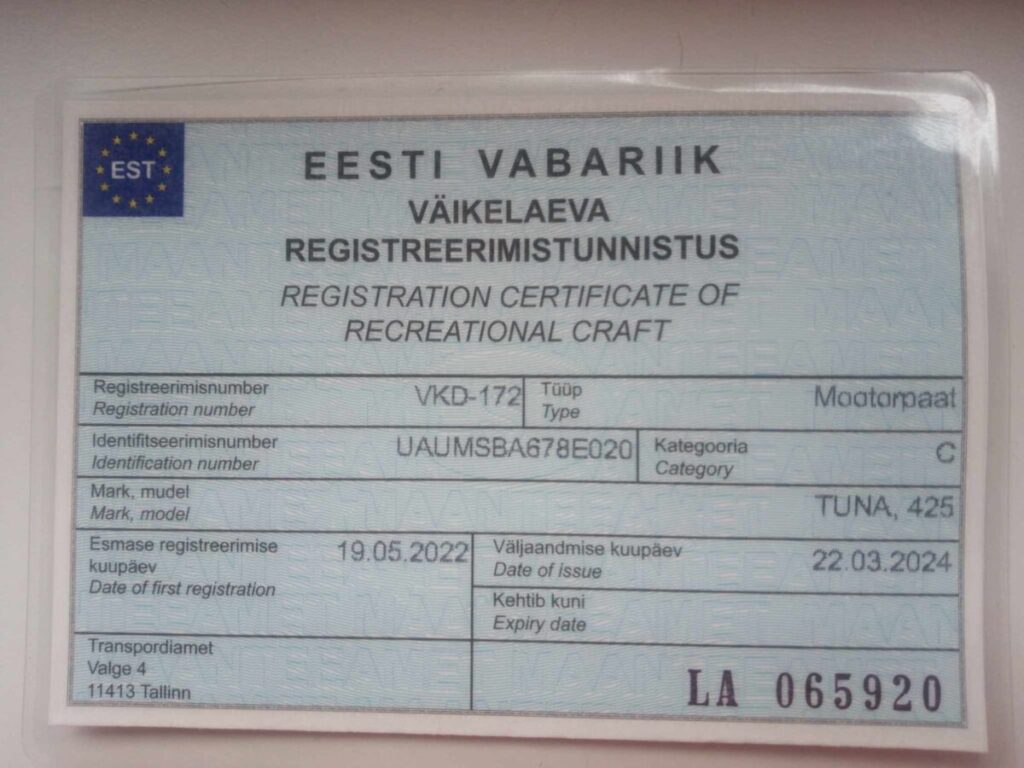 EST
EESTI VABARIIK
VÄIKELAEVA
REGISTREERIMISTUNNISTUS
REGISTRATION CERTIFICATE OF
RECREATIONAL CRAFT
Registreerimisnumber
Registration number
VKD-172
Tüüp
Type
Mootorpaat
Identifitseerimisnumber
Identification number
UAUMSBA678E020
Kategooria
Category
C
Mark, mudel
Mark, model
TUNA, 425
Esmase registreerimise
kuupäev
Date of first registration
19.05.2022
Väljaandmise kuupäev
Date of issue
22.03.2024
Kehtib kuni
Expiry date
Transpordiamet
Valge 4
11413 Tallinn
LA 065920